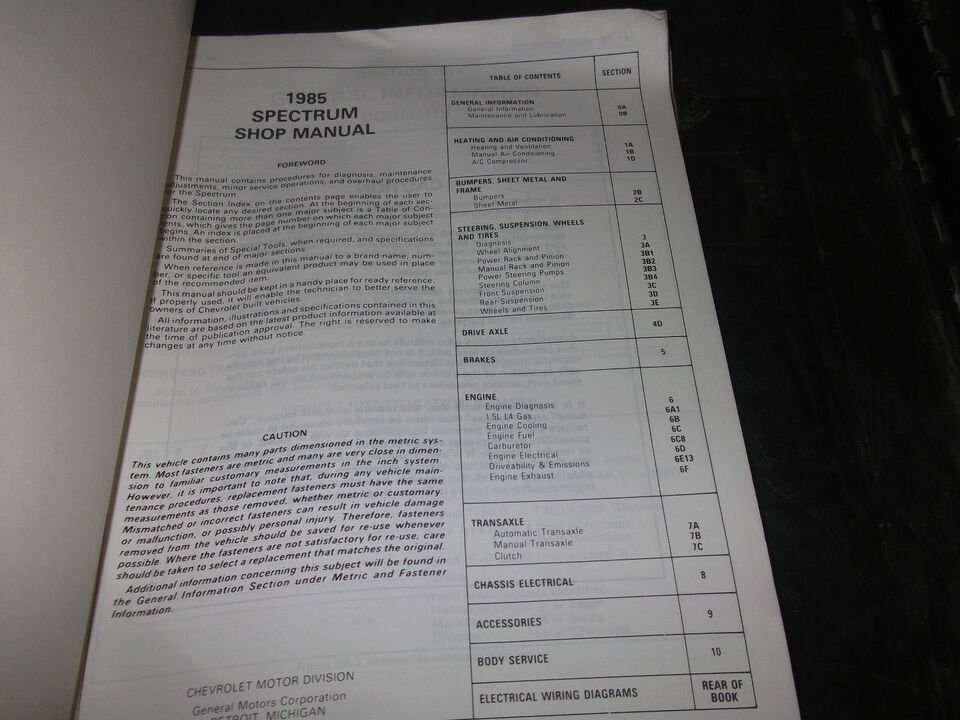 1985
SPECTRUM
SHOP MANUAL
FOREWORD
This manual contains procedures for diagnosis, maintenance
adjustments, minor service operations, and overhaul procedures
for the Spectrum.
The Section Index on the contents page enables the user to
quickly locate any desired section. At the beginning of each sec-
tion containing more than one major subject is a Table of Con-
tents, which gives the page number on which each major subject
begins. An index is placed at the beginning of each major subject
within the section.
Summaries of Special Tools, when required, and specifications
are found at end of major sections.
When reference is made in this manual to a brand name, num-
ber, or specific tool an equivalent product may be used in place
of the recommended item.
This manual should be kept in a handy place for ready reference.
If properly used, it will enable the technician to better serve the
owners of Chevrolet built vehicles.
All information, illustrations and specifications contained in this
literature are based on the latest product information available at
the time of publication approval. The right is reserved to make
changes at any time without notice.
CAUTION
This vehicle contains many parts dimensioned in the metric sys-
tem. Most fasteners are metric and many are very close in dimen-
sion to familiar customary measurements in the inch system.
However, it is important to note that, during any vehicle main-
tenance procedures, replacement fasteners must have the same
measurements as those removed, whether metric or customary.
Mismatched or incorrect fasteners can result in vehicle damage
or malfunction, or possibly personal injury. Therefore, fasteners
removed from the vehicle should be saved for re-use whenever
possible. Where the fasteners are not satisfactory for re-use, care
should be taken to select a replacement that matches the original.
Additional information concerning this subject will be found in
the General Information Section under Metric and Fastener
Information.
CHEVROLET MOTOR DIVISION
General Motors Corporation
DETROIT, MICHIGAN
TABLE OF CONTENTS SECTION
GENERAL INFORMATION
General Information 0A
Maintenance and Lubrication 0B
HEATING AND AIR CONDITIONING
Heating and Ventilation 1A
Manual Air Conditioning 1B
A/C Compressor 1D
BUMPERS, SHEET METAL AND
FRAME
Bumpers 2B
Sheet Metal 2C
STEERING, SUSPENSION, WHEELS
AND TIRES
Diagnosis 3
Wheel Alignment 3A
Power Rack and Pinion 3B1
Manual Rack and Pinion 3B2
Power Steering Pumps 3B3
Steering Column 3B4
Front Suspension 3C
Rear Suspension 3D
Wheels and Tires 3E
DRIVE AXLE 4D
BRAKES 5
ENGINE
Engine Diagnosis 6
1.5L L4 Gas 6A1
Engine Cooling 6B
Engine Fuel 6C
Carburetor 6C8
Engine Electrical 6D
Driveability & Emissions 6E13
Engine Exhaust 6F
TRANSAXLE
Automatic Transaxle 7A
Manual Transaxle 7B
Clutch 7C
CHASSIS ELECTRICAL 8
ACCESSORIES 9
BODY SERVICE 10
ELECTRICAL WIRING DIAGRAMS REAR OF
BOOK